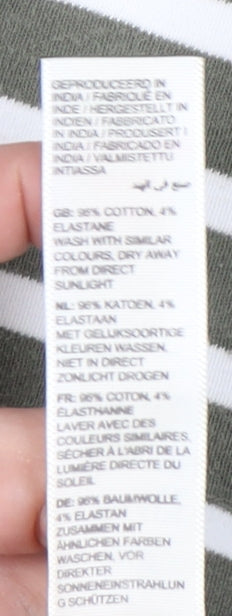 GEPRODUCEERD IN
INDIA / FABRIQUÉ EN
INDE / HERGESTELLT IN
INDIEN / FABBRICATO
IN INDIA / PRODUSERT I
INDIA / FABRICADO EN
INDIA / VALMISTETTU
INTIASSA
صنع في الهند
GB: 96% COTTON, 4%
ELASTANE
WASH WITH SIMILAR
COLOURS, DRY AWAY
FROM DIRECT
SUNLIGHT
NL: 96% KATOEN, 4%
ELASTAAN
MET GELIJKSOORTIGE
KLEUREN WASSEN,
NIET IN DIRECT
ZONLICHT DROGEN
FR: 96% COTON, 4%
ÉLASTHANNE
LAVER AVEC DES
COULEURS SIMILAIRES,
SÉCHER À L'ABRI DE LA
LUMIÈRE DIRECTE DU
SOLEIL
DE: 96% BAUMWOLLE,
4% ELASTAN
ZUSAMMEN MIT
ÄHNLICHEN FARBEN
WASCHEN, VOR
DIREKTER
SONNENEINSTRAHLUN
G SCHÜTZEN